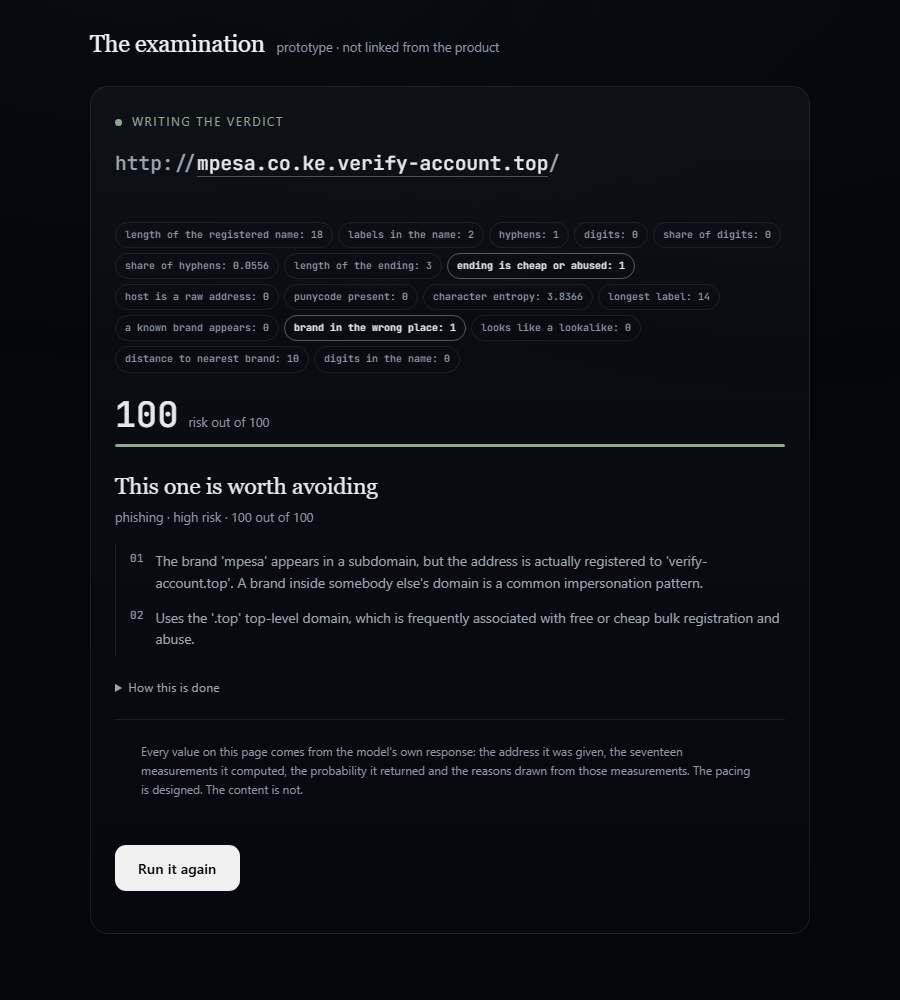 The examination prototype · not linked from the product
WRITING THE VERDICT
http://mpesa.co.ke.verify-account.top/
length of the registered name: 18 labels in the name: 2 hyphens: 1 digits: 0 share of digits: 0
share of hyphens: 0.0556 length of the ending: 3 ending is cheap or abused: 1
host is a raw address: 0 punycode present: 0 character entropy: 3.8366 longest label: 14
a known brand appears: 0 brand in the wrong place: 1 looks like a lookalike: 0
distance to nearest brand: 10 digits in the name: 0
100 risk out of 100
This one is worth avoiding
phishing · high risk · 100 out of 100
01 The brand 'mpesa' appears in a subdomain, but the address is actually registered to 'verify-
account.top'. A brand inside somebody else's domain is a common impersonation pattern.
02 Uses the '.top' top-level domain, which is frequently associated with free or cheap bulk registration and
abuse.
▶ How this is done
Every value on this page comes from the model's own response: the address it was given, the seventeen
measurements it computed, the probability it returned and the reasons drawn from those measurements. The pacing
is designed. The content is not.
Run it again